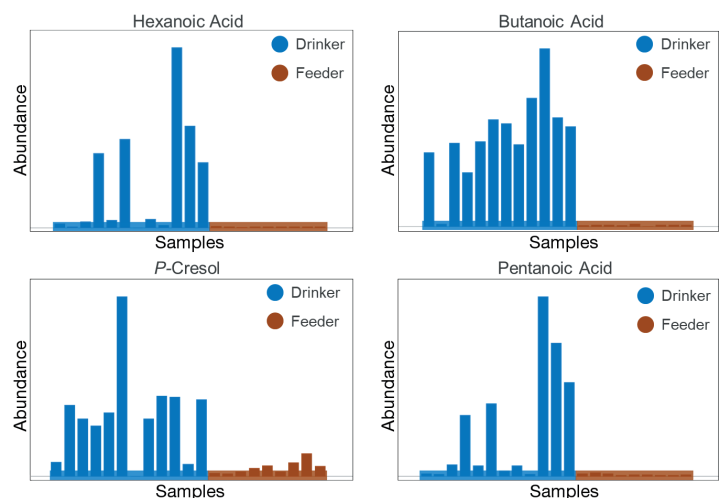 Hexanoic Acid
Drinker
Feeder
Abundance
Samples
Butanoic Acid
Drinker
Feeder
Abundance
Samples
P-Cresol
Drinker
Feeder
Abundance
Samples
Pentanoic Acid
Drinker
Feeder
Abundance
Samples